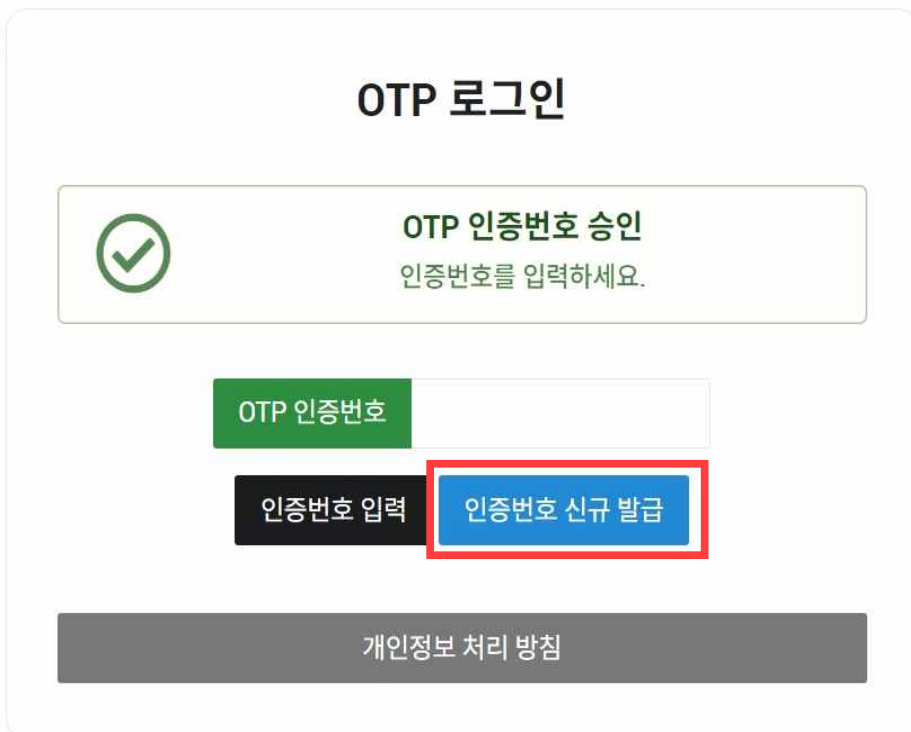 OTP 로그인
OTP 인증번호 승인
인증번호를 입력하세요.
OTP 인증번호
인증번호 입력 인증번호 신규 발급
개인정보 처리 방침